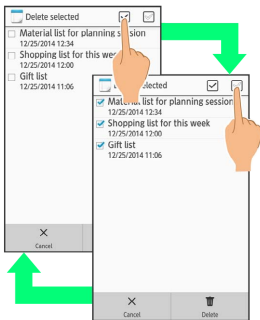 Delete selected
Material list for planning session
12/25/2014 12:34
Shopping list for this week
12/25/2014 12:00
Gift list
12/25/2014 11:06
Cancel
selected
Material list for planning session
12/25/2014 12:34
Shopping list for this week
12/25/2014 12:00
Gift list
12/25/2014 11:06
Cancel
Delete